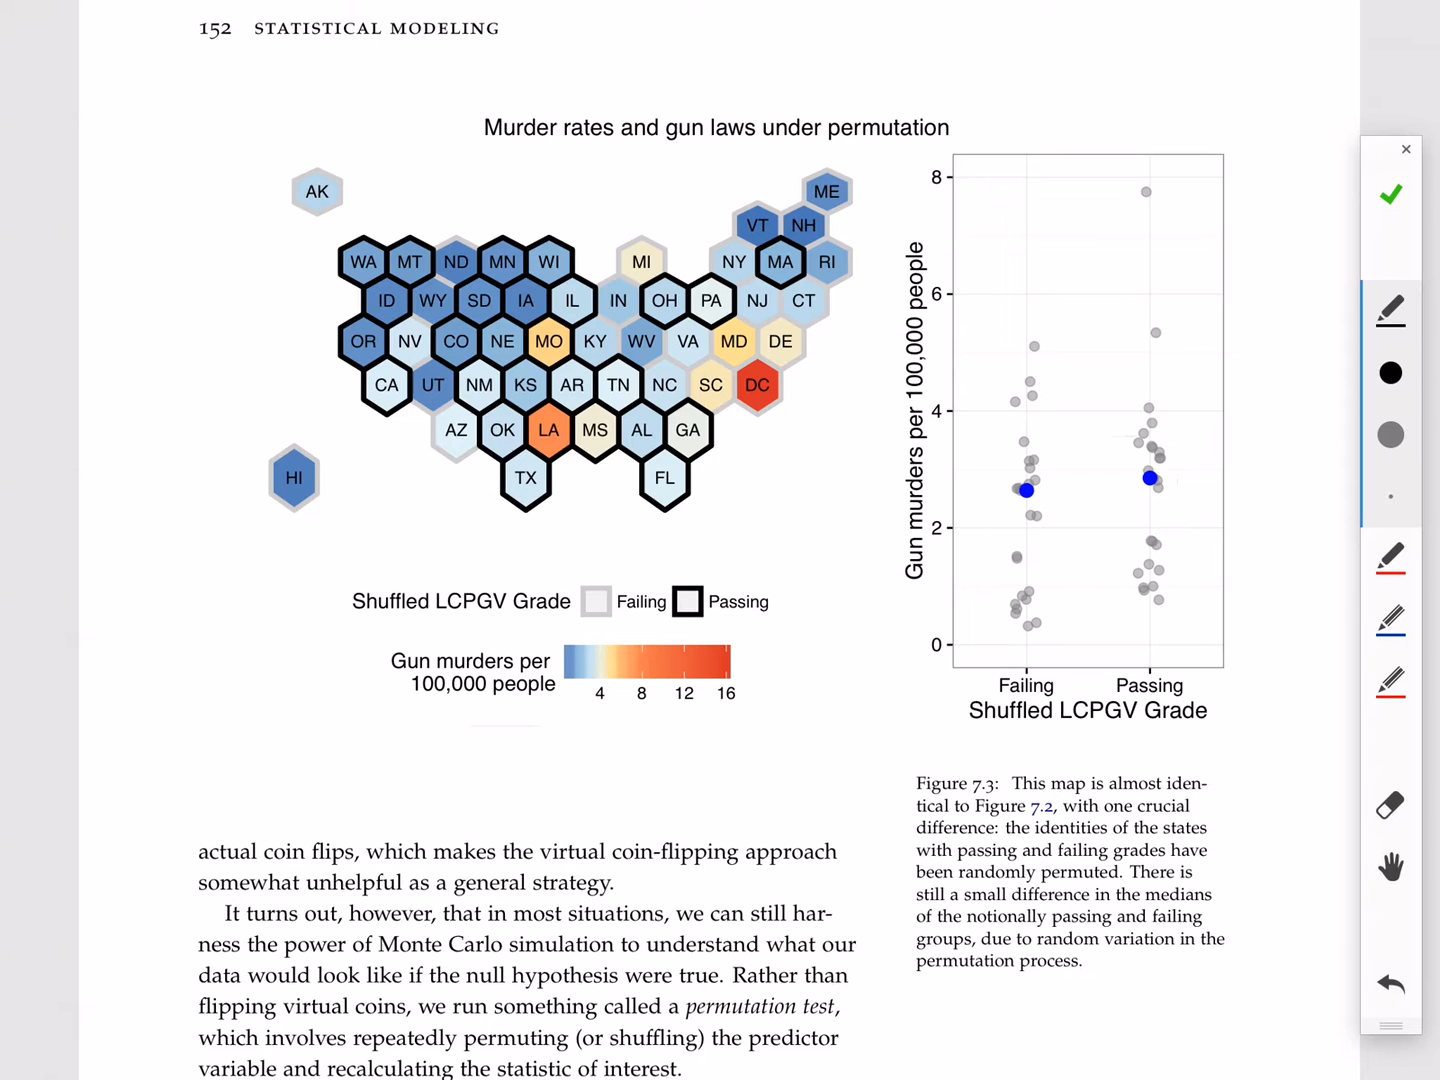 152 STATISTICAL MODELING
Murder rates and gun laws under permutation
AK ME
VT NH
WA MT ND MN WI MI NY MA RI
ID WY SD IA IL IN OH PA NJ CT
OR NV CO NE MO KY WV VA MD DE
CA UT NM KS AR TN NC SC DC
AZ OK LA MS AL GA
HI TX FL
Shuffled LCPGV Grade Failing Passing
Gun murders per
100,000 people
4 8 12 16
Gun murders per 100,000 people
8
6
4
2
0
Failing Passing
Shuffled LCPGV Grade
Figure 7.3: This map is almost iden-
tical to Figure 7.2, with one crucial
difference: the identities of the states
with passing and failing grades have
been randomly permuted. There is
still a small difference in the medians
of the notionally passing and failing
groups, due to random variation in the
permutation process.
actual coin flips, which makes the virtual coin-flipping approach
somewhat unhelpful as a general strategy.
It turns out, however, that in most situations, we can still har-
ness the power of Monte Carlo simulation to understand what our
data would look like if the null hypothesis were true. Rather than
flipping virtual coins, we run something called a permutation test,
which involves repeatedly permuting (or shuffling) the predictor
variable and recalculating the statistic of interest.